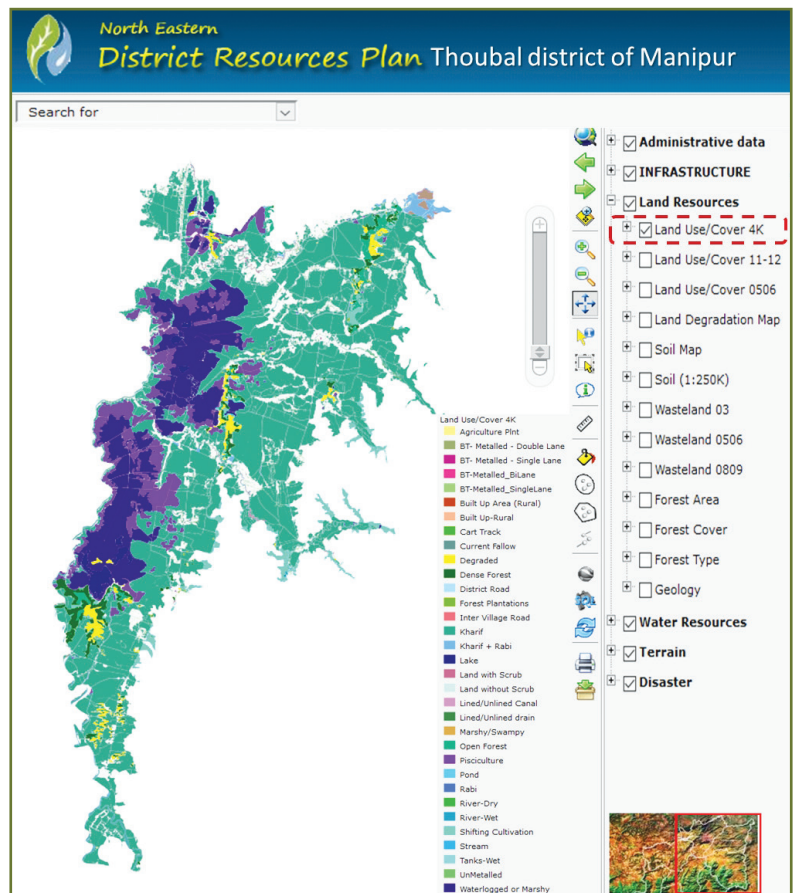 North Eastern
District Resources Plan Thoubal district of Manipur
Search for
Administrative data
INFRASTRUCTURE
Land Resources
Land Use/Cover 4K
Land Use/Cover 11-12
Land Use/Cover 0506
Land Degradation Map
Soil Map
Soil (1:250K)
Wasteland 03
Wasteland 0506
Wasteland 0809
Forest Area
Forest Cover
Forest Type
Geology
Water Resources
Terrain
Disaster
Land Use/Cover 4K
Agriculture Plnt
BT- Metalled - Double Lane
BT- Metalled - Single Lane
BT-Metalled_BiLane
BT-Metalled_SingleLane
Built Up Area (Rural)
Built Up-Rural
Cart Track
Current Fallow
Degraded
Dense Forest
District Road
Forest Plantations
Inter Village Road
Kharif
Kharif + Rabi
Lake
Land with Scrub
Land without Scrub
Lined/Unlined Canal
Lined/Unlined drain
Marshy/Swampy
Open Forest
Pisciculture
Pond
Rabi
River-Dry
River-Wet
Shifting Cultivation
Stream
Tanks-Wet
UnMetalled
Waterlogged or Marshy